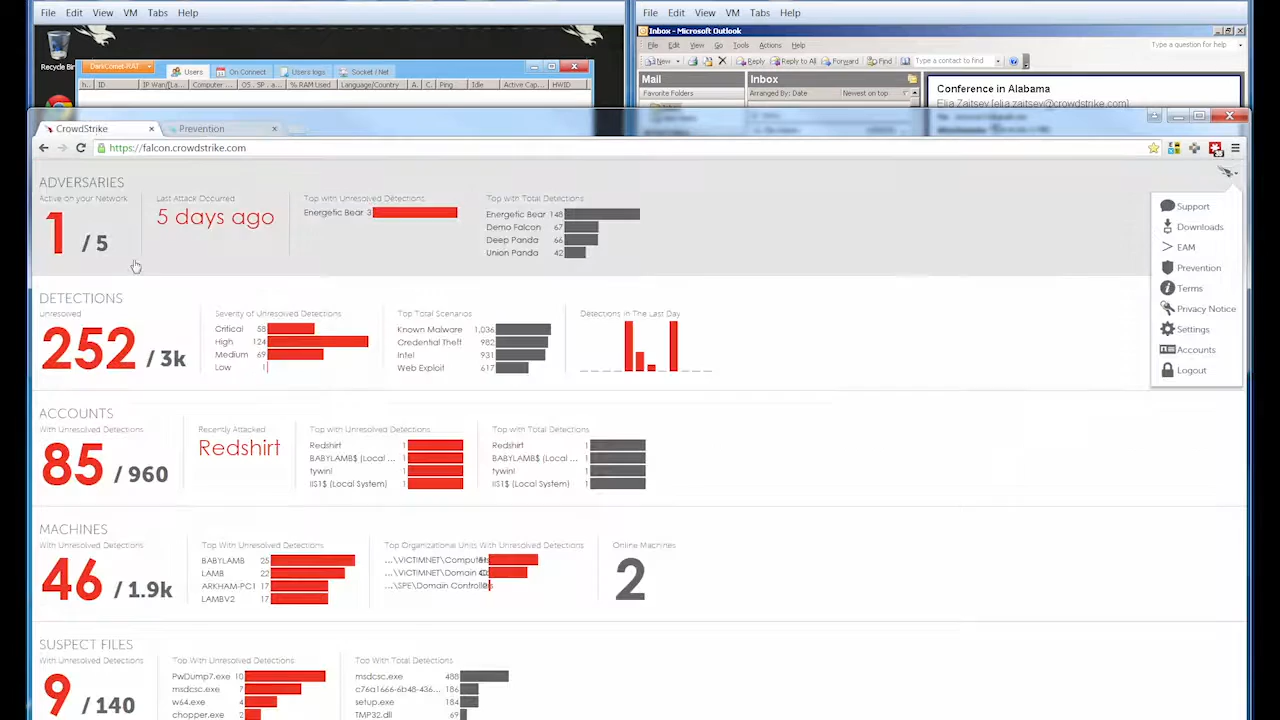 File Edit View VM Tabs Help
File Edit View VM Tabs Help
Inbox - Microsoft Outlook
File Edit View Go Tools Actions Help
Type a question for help
New Reply Reply to All Forward Find Type a contact to find
Recycle Bin
DarkComet-RAT Users On Connect Users logs Socket / Net
ID Computer ... % RAM Used Language/Country A. C. Ping Idle Active Cap... HWID
Mail Inbox
Favorite Folders Arranged By: Date Newest on top
Conference in Alabama
Elia Zaitsev [elia.zaitsev@crowdstrike.com]
CrowdStrike Prevention
https://falcon.crowdstrike.com
ADVERSARIES
Active on your Network
1 / 5
Last Attack Occurred
5 days ago
Top with Unresolved Detections
Energetic Bear 3
Top with Total Detections
Energetic Bear 148
Demo Falcon 67
Deep Panda 66
Union Panda 42
Support
Downloads
EAM
Prevention
Terms
Privacy Notice
Settings
Accounts
Logout
DETECTIONS
Unresolved
252 / 3k
Severity of Unresolved Detections
Critical 58
High 124
Medium 69
Low 1
Top Total Scenarios
Known Malware 1,036
Credential Theft 982
Intel 931
Web Exploit 617
Detections in The Last Day
ACCOUNTS
With Unresolved Detections
85 / 960
Recently Attacked
Redshirt
Top with Unresolved Detections
Redshirt 1
BABYLAMB$ (Local ... 1
tywinl 1
IIS1$ (Local System) 1
Top with Total Detections
Redshirt 1
BABYLAMB$ (Local ... 1
tywinl 1
IIS1$ (Local System) 1
MACHINES
With Unresolved Detections
46 / 1.9k
Top With Unresolved Detections
BABYLAMB 25
LAMB 22
ARKHAM-PC1 17
LAMBV2 17
Top Organizational Units With Unresolved Detections
...\VICTIMNET\Computers
...\VICTIMNET\Domain
...\SPE\Domain Controllers
Online Machines
2
SUSPECT FILES
With Unresolved Detections
9 / 140
Top With Unresolved Detections
PwDump7.exe 10
msdcsc.exe 7
w64.exe 4
chopper.exe 2
Top With Total Detections
msdcsc.exe 488
c76a1666-6b48-436... 186
setup.exe 184
TMP32.dll 69